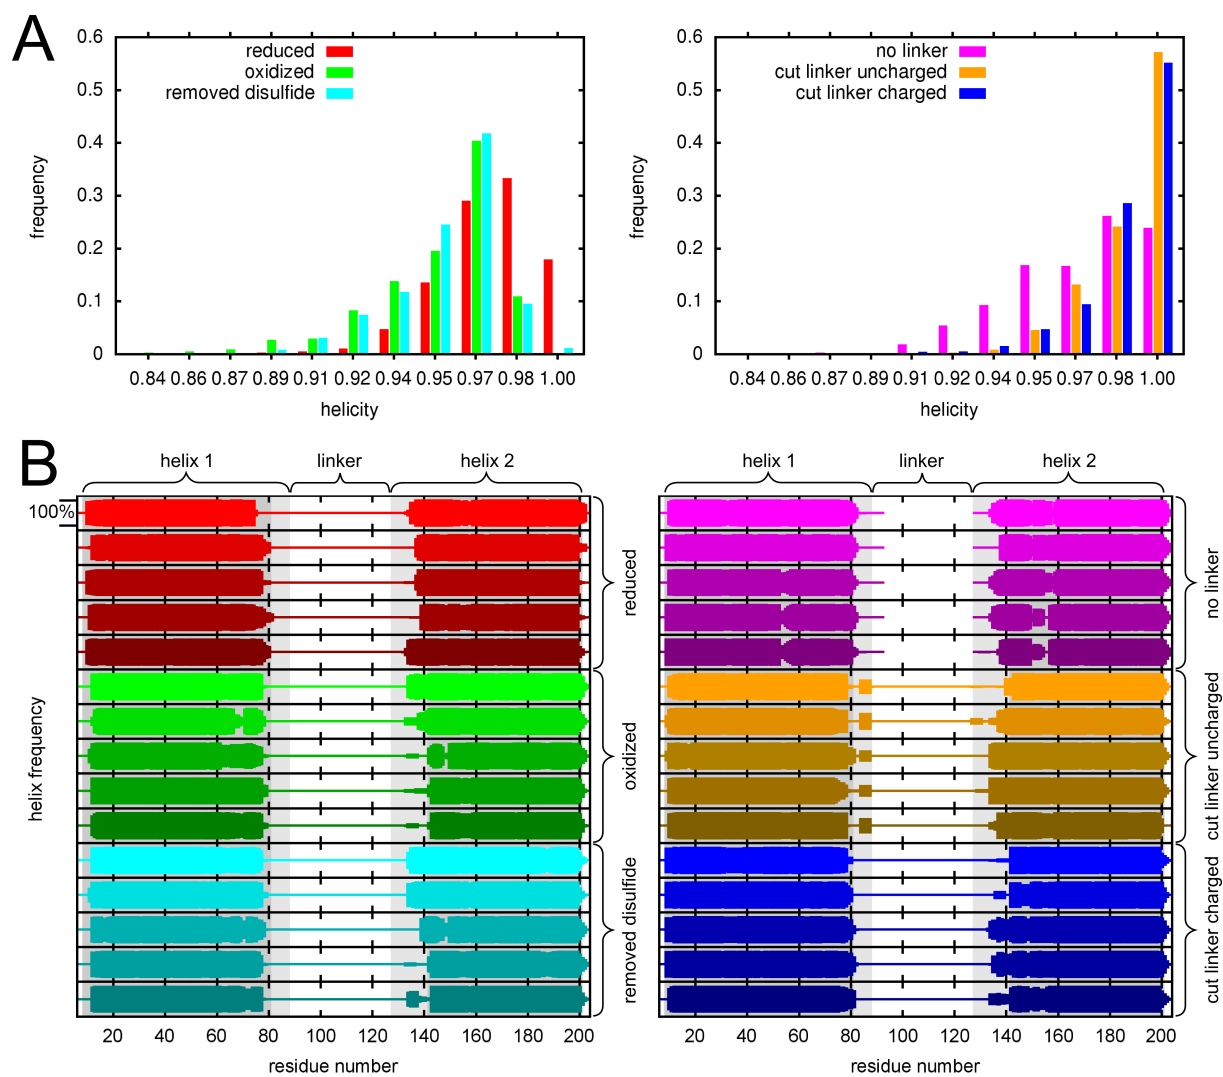 A
0.6
0.5
0.4
0.3
0.2
0.1
0
frequency
reduced
oxidized
removed disulfide
0.84 0.86 0.87 0.89 0.91 0.92 0.94 0.95 0.97 0.98 1.00
helicity
0.6
0.5
0.4
0.3
0.2
0.1
0
frequency
no linker
cut linker uncharged
cut linker charged
0.84 0.86 0.87 0.89 0.91 0.92 0.94 0.95 0.97 0.98 1.00
helicity
B
helix 1 linker helix 2
100%
helix frequency
reduced
oxidized
removed disulfide
20 40 60 80 100 120 140 160 180 200
residue number
helix 1 linker helix 2
no linker
cut linker uncharged
cut linker charged
20 40 60 80 100 120 140 160 180 200
residue number